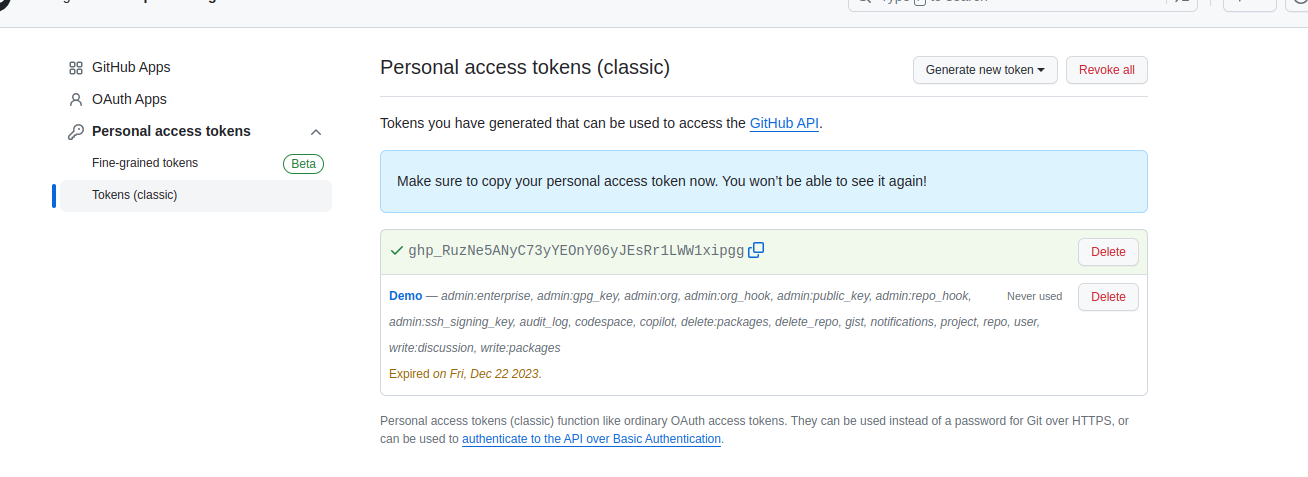 to search
GitHub Apps
OAuth Apps
Personal access tokens
Fine-grained tokens Beta
Tokens (classic)
Personal access tokens (classic)
Generate new token
Revoke all
Tokens you have generated that can be used to access the GitHub API.
Make sure to copy your personal access token now. You won’t be able to see it again!
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
Delete
Demo — admin:enterprise, admin:gpg_key, admin:org, admin:org_hook, admin:public_key, admin:repo_hook,
Never used
Delete
admin:ssh_signing_key, audit_log, codespace, copilot, delete:packages, delete_repo, gist, notifications, project, repo, user,
write:discussion, write:packages
Expired on Fri, Dec 22 2023.
Personal access tokens (classic) function like ordinary OAuth access tokens. They can be used instead of a password for Git over HTTPS, or
can be used to authenticate to the API over Basic Authentication.